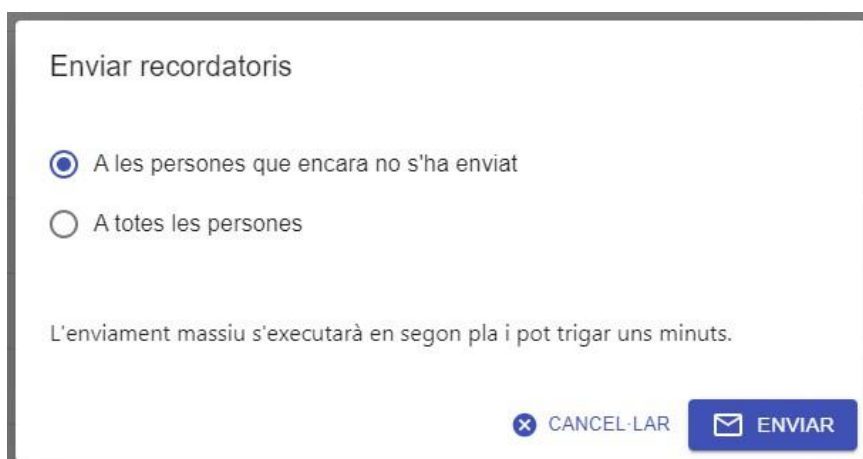 Enviar recordatoris
A les persones que encara no s'ha enviat
A totes les persones
L'enviament massiu s'executarà en segon pla i pot trigar uns minuts.
CANCEL·LAR
ENVIAR